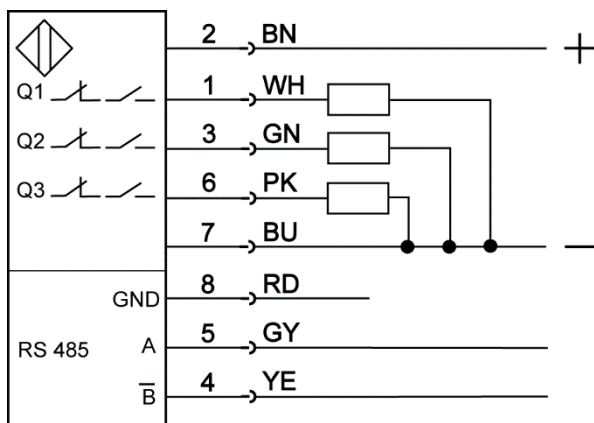 2 BN +
Q1 1 WH
Q2 3 GN
Q3 6 PK
7 BU −
GND 8 RD
RS 485 A 5 GY
B̅ 4 YE